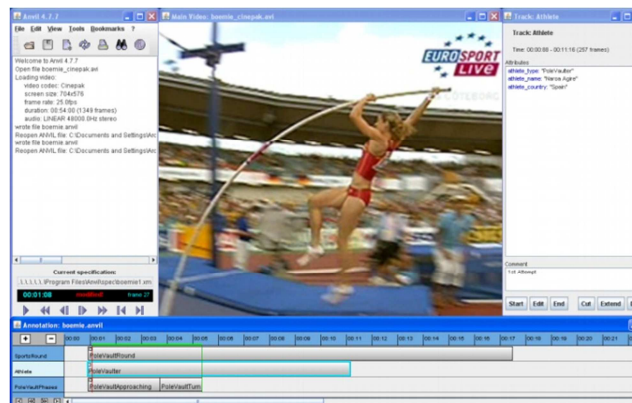 Anvil 4.7.7
File Edit View Tools Bookmarks ?
Welcome to Anvil 4.7.7
Open file boemie_cinepak.avi
Loading video:
video codec: Cinepak
screen size: 704x576
frame rate: 25.0fps
duration: 00:54:00 (1349 frames)
audio: LINEAR 48000.0Hz stereo
wrote file boemie.anvil
Reopen ANVIL file: C:\Documents and Settings\Arc
wrote file boemie.anvil
Reopen ANVIL file: C:\Documents and Settings\Arc
Current specification:
\Program Files\Anvil\spec\boemie1.xm
00:01:08 modified frame 27
Main Video: boemie_cinepak.avi
EUROSPORT
LIVE
Track: Athlete
Track: Athlete
Time: 00:00:88 - 00:11:16 (257 frames)
Attributes
athlete_type: "PoleVaulter"
athlete_name: "Naroa Agire"
athlete_country: "Spain"
Comment
1st Attempt
Start Edit End Cut Extend
Annotation: boemie.anvil
00:00 00:01 00:02 00:03 00:04 00:05 00:06 00:07 00:08 00:09 00:10 00:11 00:12 00:13 00:14 00:15 00:16 00:17 00:18 00:19 00:20 00:21
SportsRound PoleVaultRound
Athlete PoleVaulter
PoleVaultPhases PoleVaultApproaching PoleVaultTurn